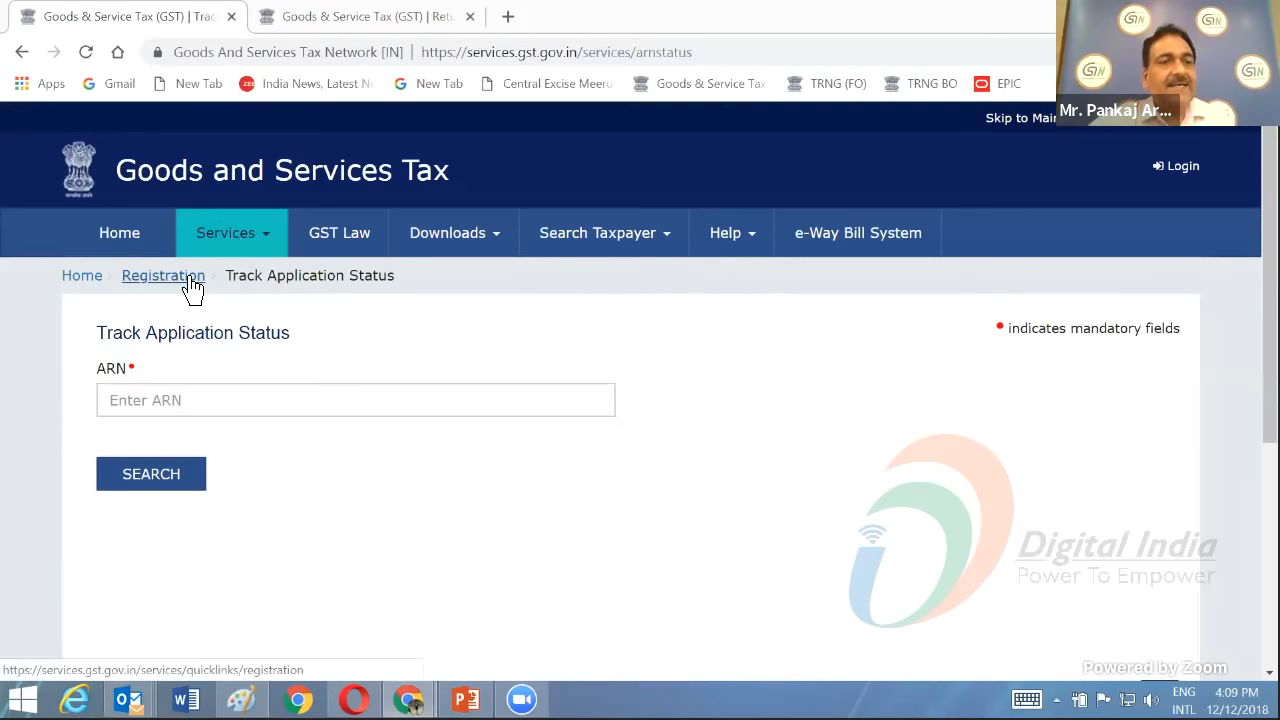 Goods & Service Tax (GST) | Tra
Goods & Service Tax (GST) | Retu
Goods And Services Tax Network [IN] | https://services.gst.gov.in/services/arnstatus
Apps Gmail New Tab India News, Latest Ne New Tab Central Excise Meeru Goods & Service Tax TRNG (FO) TRNG BO EPIC
Mr. Pankaj Ar...
Skip to Main
Goods and Services Tax
Login
Home Services GST Law Downloads Search Taxpayer Help e-Way Bill System
Home Registration Track Application Status
Track Application Status
• indicates mandatory fields
ARN•
Enter ARN
SEARCH
Digital India
Power To Empower
https://services.gst.gov.in/services/quicklinks/registration
Powered by Zoom
ENG 4:09 PM
INTL 12/12/2018